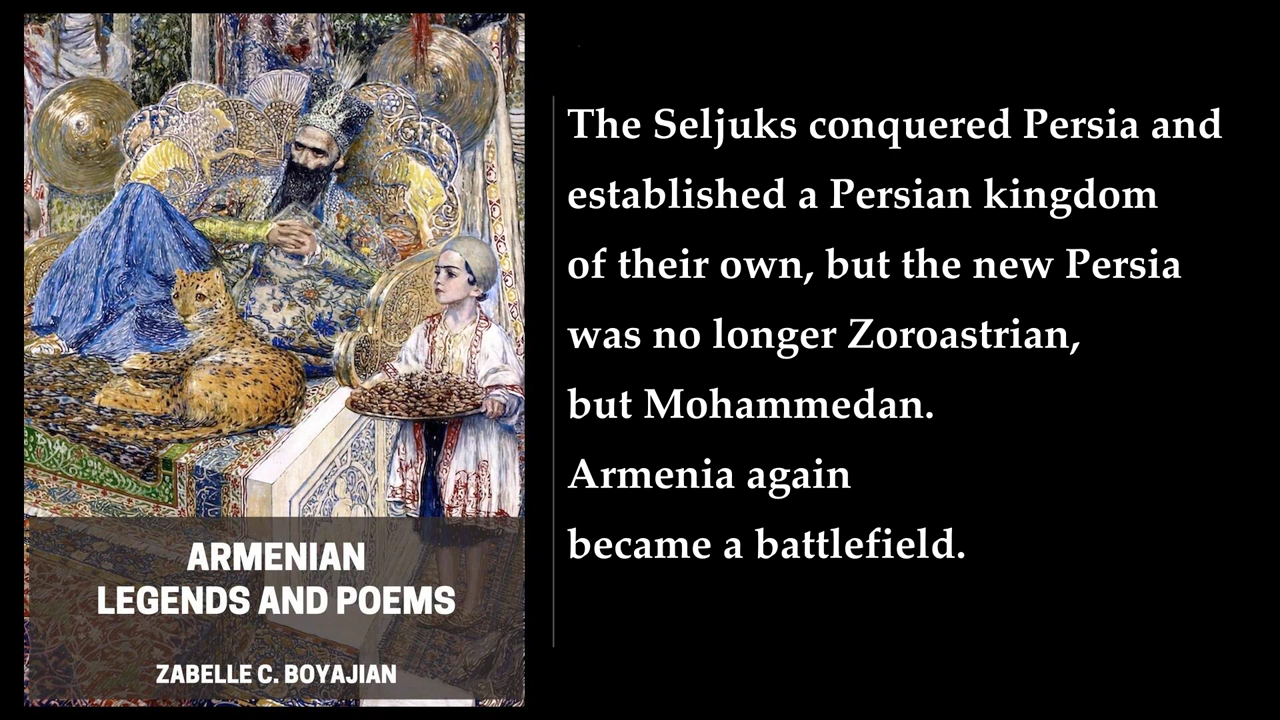 The Seljuks conquered Persia and
established a Persian kingdom
of their own, but the new Persia
was no longer Zoroastrian,
but Mohammedan.
Armenia again
became a battlefield.
ARMENIAN
LEGENDS AND POEMS
ZABELLE C. BOYAJIAN